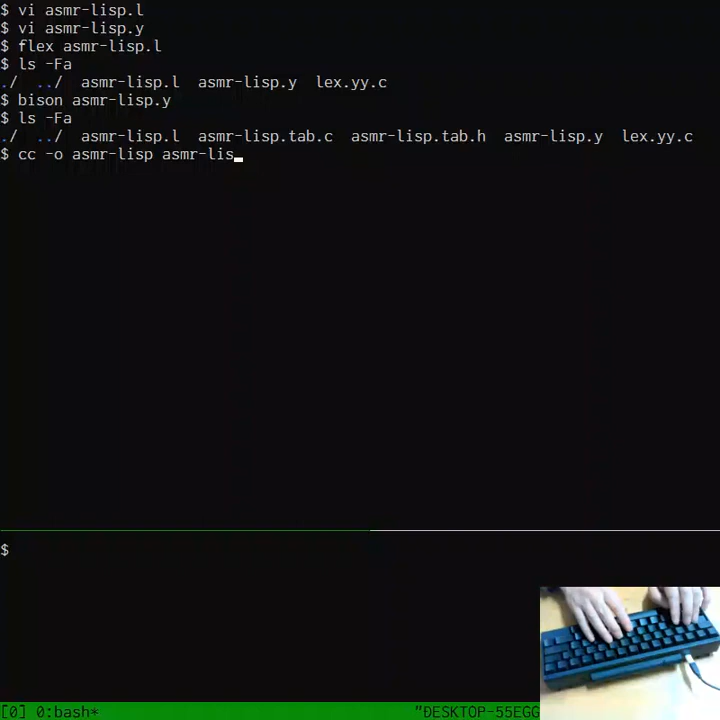 $ vi asmr-lisp.l
$ vi asmr-lisp.y
$ flex asmr-lisp.l
$ ls -Fa
./  ../  asmr-lisp.l  asmr-lisp.y  lex.yy.c
$ bison asmr-lisp.y
$ ls -Fa
./  ../  asmr-lisp.l  asmr-lisp.tab.c  asmr-lisp.tab.h  asmr-lisp.y  lex.yy.c
$ cc -o asmr-lisp asmr-lis
$
[0] 0:bash* "DESKTOP-55EGG